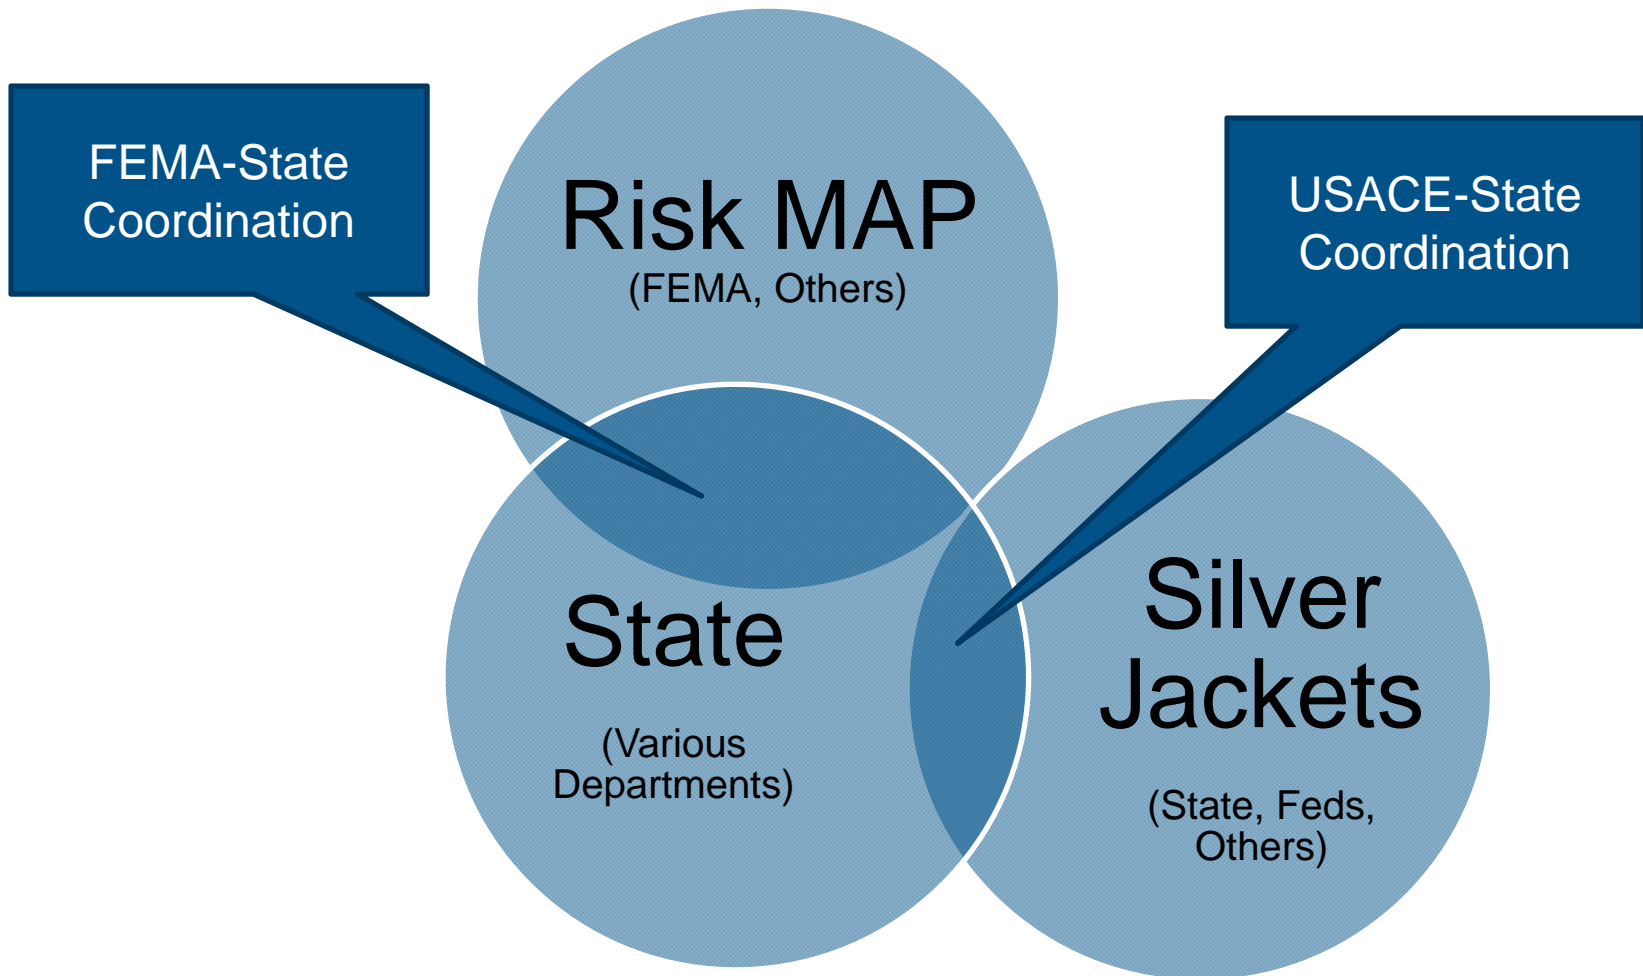 FEMA-State
Coordination
Risk MAP
(FEMA, Others)
USACE-State
Coordination
State
(Various
Departments)
Silver
Jackets
(State, Feds,
Others)